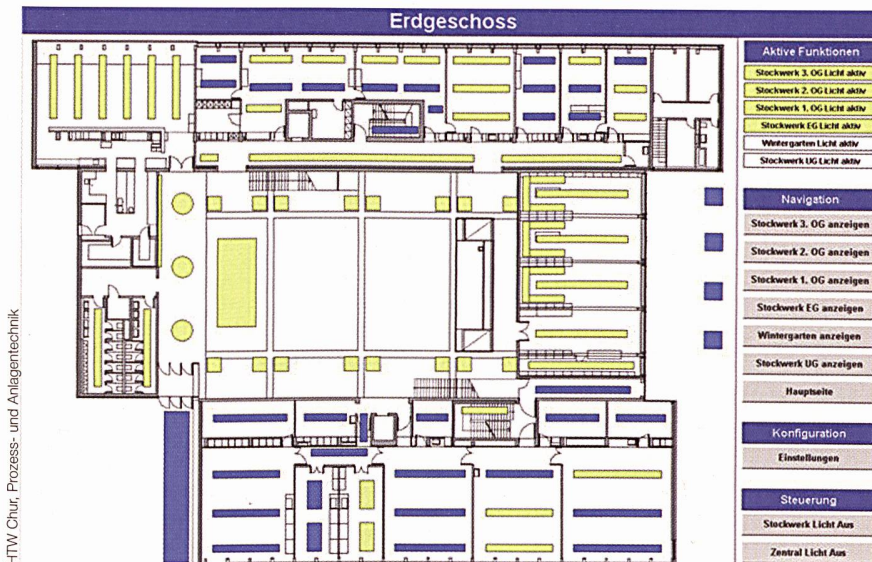 Erdgeschoss
Aktive Funktionen
Stockwerk 3. OG Licht aktiv
Stockwerk 2. OG Licht aktiv
Stockwerk 1. OG Licht aktiv
Stockwerk EG Licht aktiv
Wintergarten Licht aktiv
Stockwerk UG Licht aktiv
Navigation
Stockwerk 3. OG anzeigen
Stockwerk 2. OG anzeigen
Stockwerk 1. OG anzeigen
Stockwerk EG anzeigen
Wintergarten anzeigen
Stockwerk UG anzeigen
Hauptseite
Konfiguration
Einstellungen
Steuerung
Stockwerk Licht Aus
Zentral Licht Aus
HTW Chur, Prozess- und Anlagentechnik